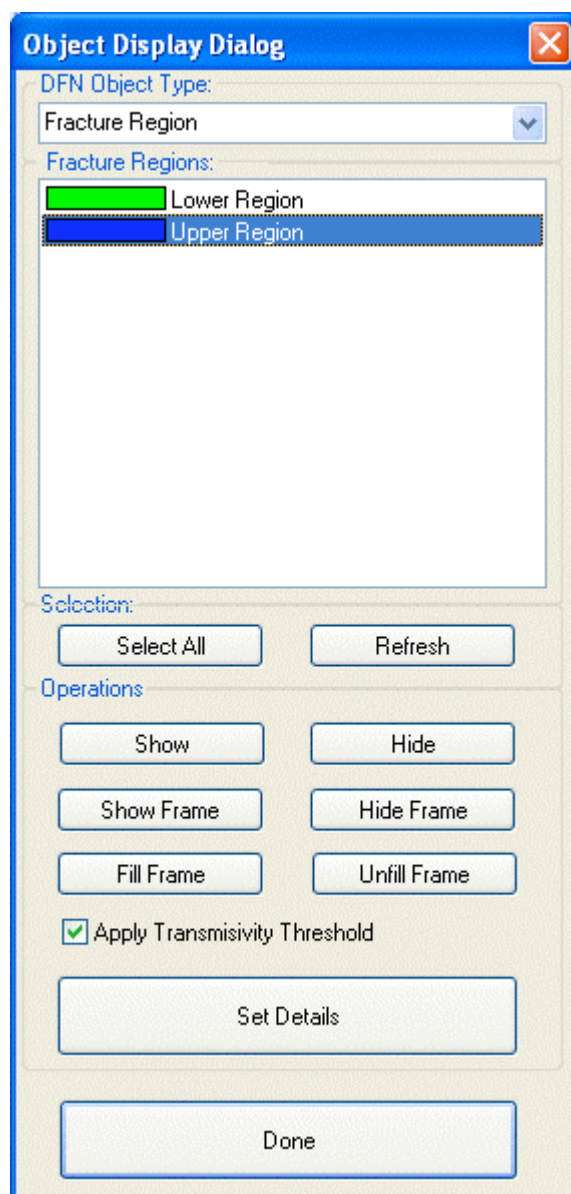 Object Display Dialog
DFN Object Type:
Fracture Region
Fracture Regions:
Lower Region
Upper Region
Selection:
Select All Refresh
Operations
Show Hide
Show Frame Hide Frame
Fill Frame Unfill Frame
Apply Transmisivity Threshold
Set Details
Done